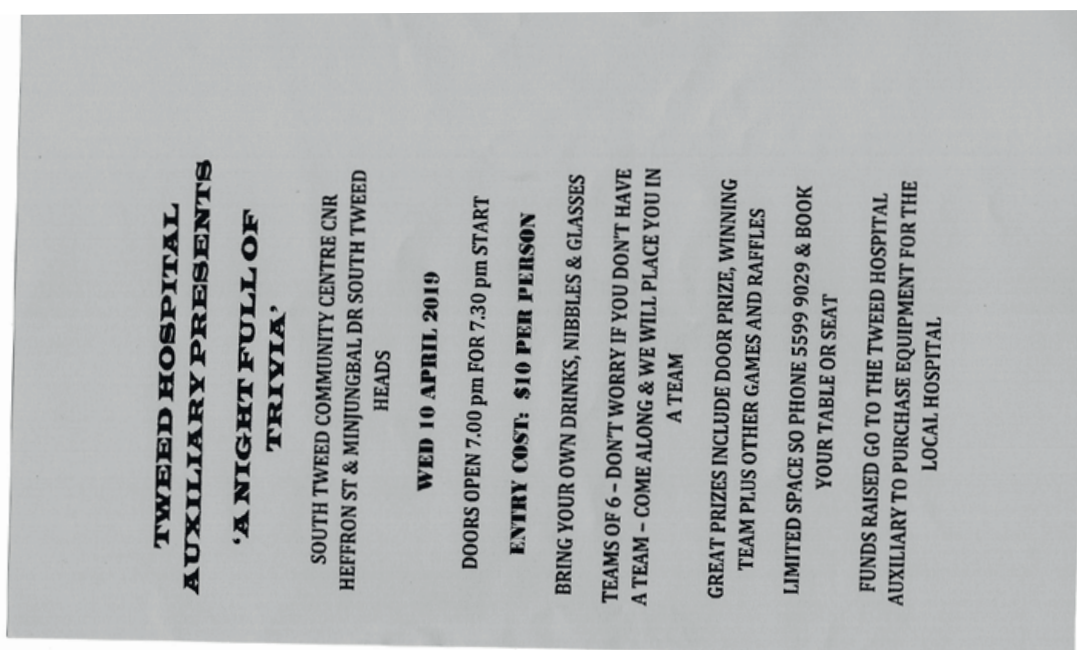 TWEED HOSPITAL
AUXILIARY PRESENTS
‘A NIGHT FULL OF
TRIVIA’
SOUTH TWEED COMMUNITY CENTRE CNR
HEFFRON ST & MINJUNGBAL DR SOUTH TWEED
HEADS
WED 10 APRIL 2019
DOORS OPEN 7.00 pm FOR 7.30 pm START
ENTRY COST: $10 PER PERSON
BRING YOUR OWN DRINKS, NIBBLES & GLASSES
TEAMS OF 6 – DON'T WORRY IF YOU DON'T HAVE
A TEAM – COME ALONG & WE WILL PLACE YOU IN
A TEAM
GREAT PRIZES INCLUDE DOOR PRIZE, WINNING
TEAM PLUS OTHER GAMES AND RAFFLES
LIMITED SPACE SO PHONE 5599 9029 & BOOK
YOUR TABLE OR SEAT
FUNDS RAISED GO TO THE TWEED HOSPITAL
AUXILIARY TO PURCHASE EQUIPMENT FOR THE
LOCAL HOSPITAL